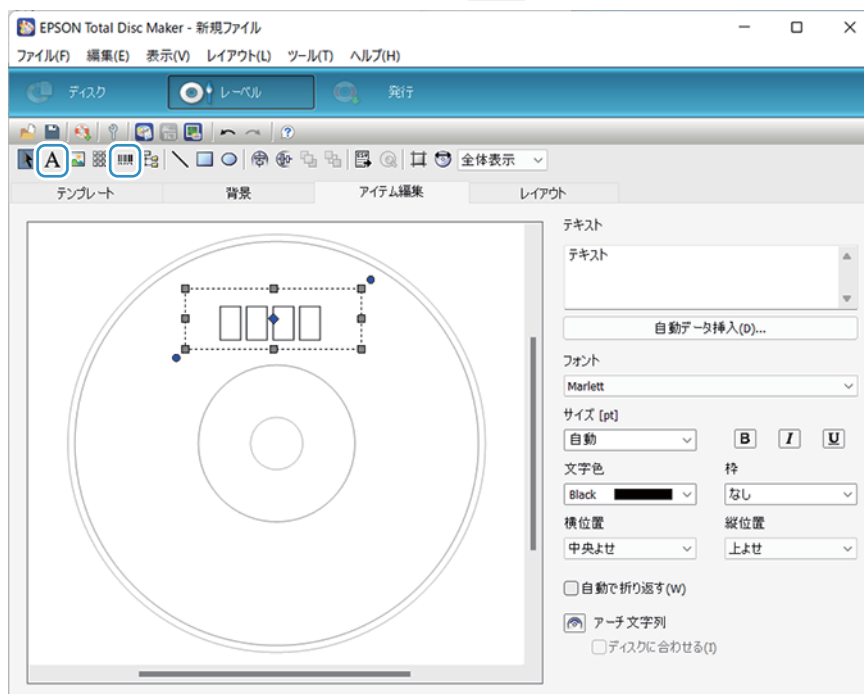 EPSON Total Disc Maker - 新規ファイル
ファイル(F) 編集(E) 表示(V) レイアウト(L) ツール(T) ヘルプ(H)
ディスク レーベル 発行
A 全体表示
テンプレート 背景 アイテム編集 レイアウト
テキスト
テキスト
自動データ挿入(D)...
フォント
Marlett
サイズ [pt]
自動 B I U
文字色 枠
Black なし
横位置 縦位置
中央よせ 上よせ
自動で折り返す(W)
アーチ文字列
ディスクに合わせる(I)